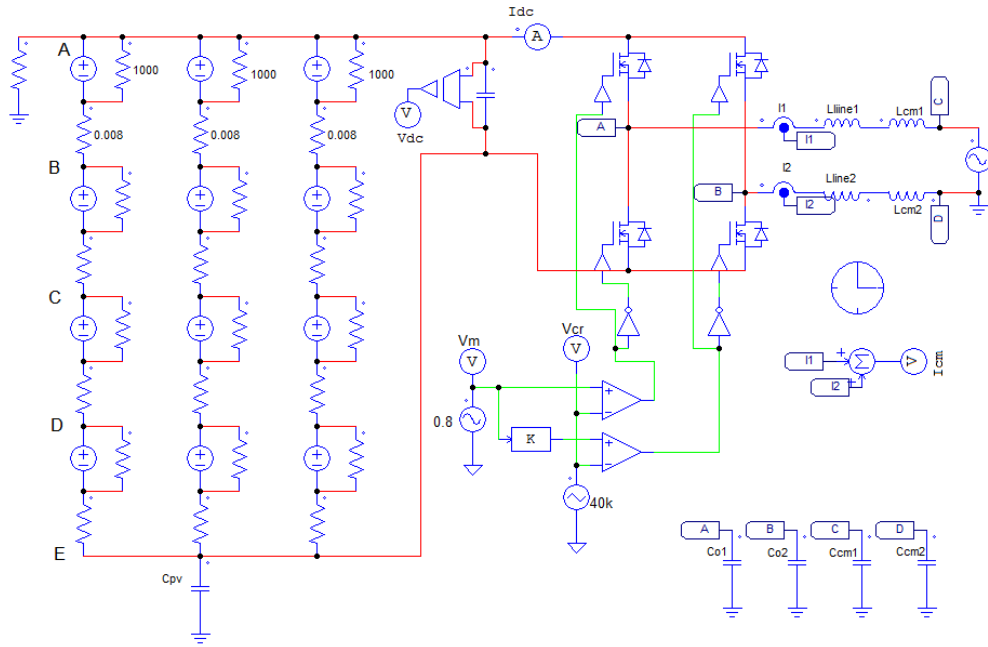 Idc
A
A
1000
1000
1000
0.008
0.008
0.008
V
Vdc
B
C
D
E
Cpv
A
I1
I1
Lliine1
Lcm1
C
B
I2
I2
Lline2
Lcm2
D
Vm
V
Vcr
V
0.8
K
40k
I1
I2
Σ
V
Icm
A
B
C
D
Co1
Co2
Ccm1
Ccm2